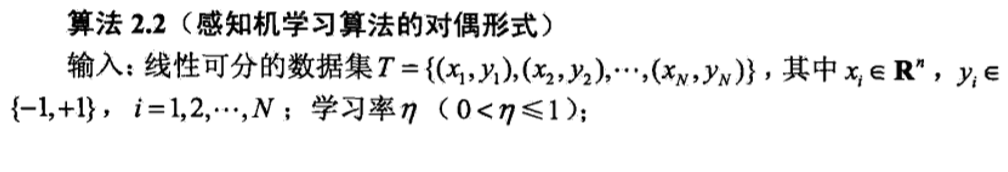 算法 2.2（感知机学习算法的对偶形式）
输入：线性可分的数据集 T = {(x₁, y₁), (x₂, y₂), ⋯, (x_N, y_N)}，其中 xᵢ ∈ Rⁿ，yᵢ ∈
{−1, +1}，i = 1, 2, ⋯, N；学习率 η（0 < η ⩽ 1）；